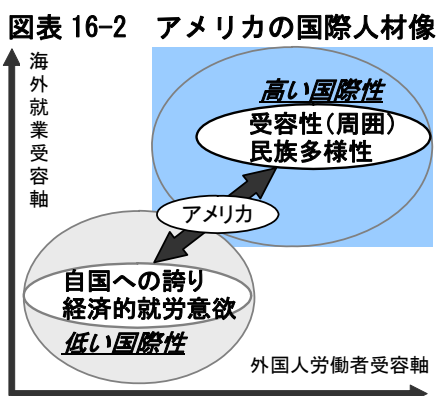 図表 16-2 アメリカの国際人材像
海外就業受容軸
高い国際性
受容性（周囲）
民族多様性
アメリカ
自国への誇り
経済的就労意欲
低い国際性
外国人労働者受容軸